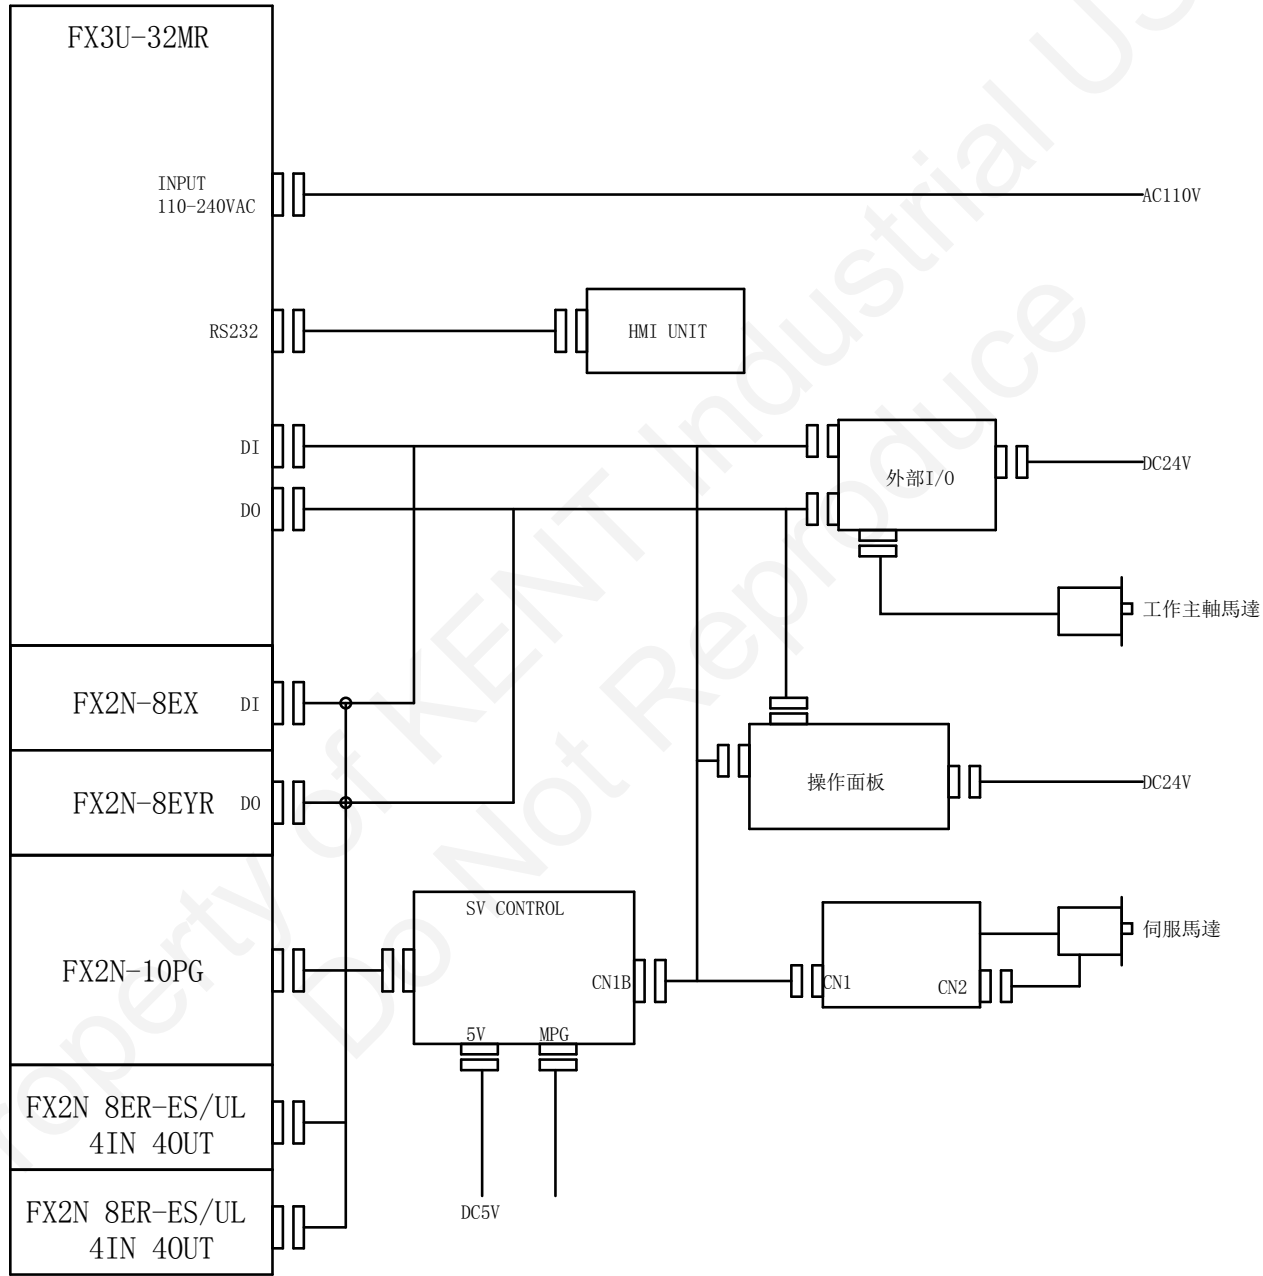 FX3U-32MR
INPUT
110-240VAC
AC110V
RS232
HMI UNIT
DI
DO
外部I/O
DC24V
工作主軸馬達
FX2N-8EX
DI
FX2N-8EYR
DO
操作面板
DC24V
FX2N-10PG
SV CONTROL
CN1B
5V
MPG
CN1
CN2
伺服馬達
DC5V
FX2N 8ER-ES/UL
4IN 4OUT
FX2N 8ER-ES/UL
4IN 4OUT
Property of KENT Industrial US
Do Not Reproduce